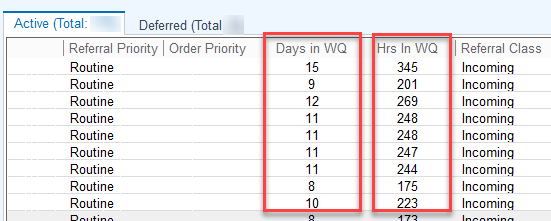 Active (Total: Deferred (Total
Referral Priority Order Priority Days in WQ Hrs In WQ Referral Class
Routine 15 345 Incoming
Routine 9 201 Incoming
Routine 12 269 Incoming
Routine 11 248 Incoming
Routine 11 248 Incoming
Routine 11 247 Incoming
Routine 11 244 Incoming
Routine 8 175 Incoming
Routine 10 223 Incoming
Routine 8 173 Incoming